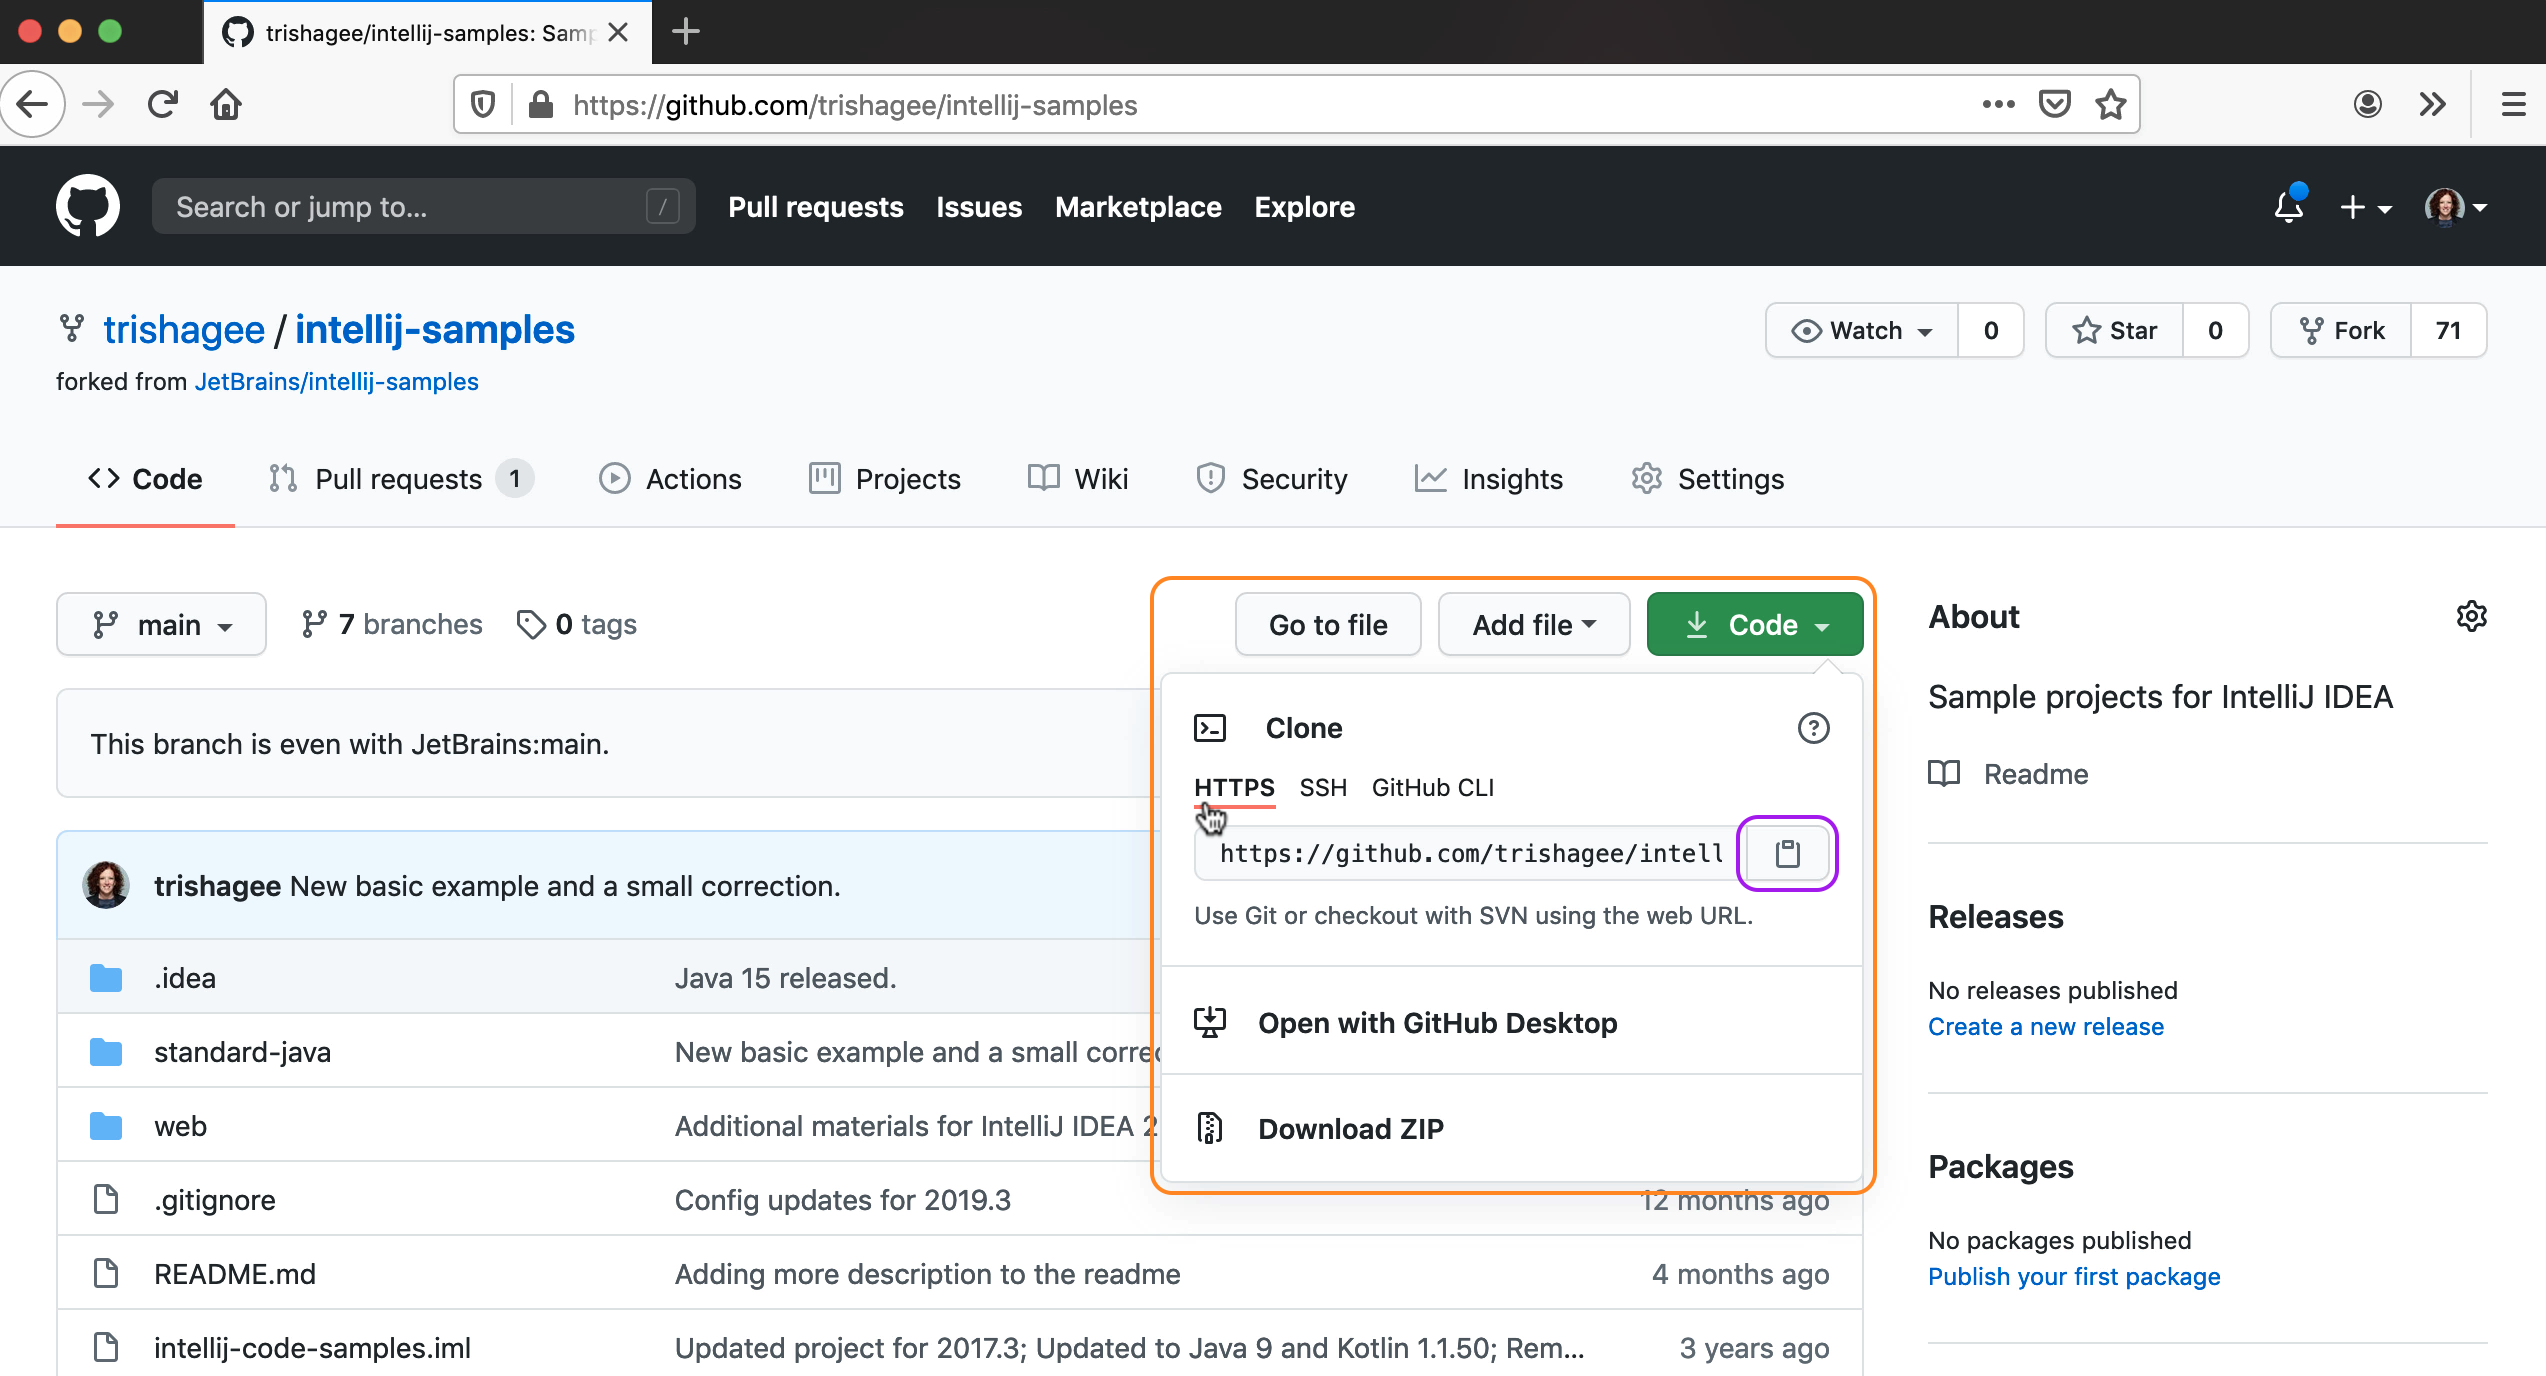 trishagee/intellij-samples: Samp
https://github.com/trishagee/intellij-samples
Search or jump to... /
Pull requests Issues Marketplace Explore
trishagee / intellij-samples
forked from JetBrains/intellij-samples
Watch 0 Star 0 Fork 71
Code Pull requests 1 Actions Projects Wiki Security Insights Settings
main 7 branches 0 tags
Go to file Add file Code
Clone
HTTPS SSH GitHub CLI
https://github.com/trishagee/intell
Use Git or checkout with SVN using the web URL.
Open with GitHub Desktop
Download ZIP
This branch is even with JetBrains:main.
trishagee New basic example and a small correction.
.idea Java 15 released.
standard-java New basic example and a small correc
web Additional materials for IntelliJ IDEA 2
.gitignore Config updates for 2019.3 12 months ago
README.md Adding more description to the readme 4 months ago
intellij-code-samples.iml Updated project for 2017.3; Updated to Java 9 and Kotlin 1.1.50; Rem... 3 years ago
About
Sample projects for IntelliJ IDEA
Readme
Releases
No releases published
Create a new release
Packages
No packages published
Publish your first package